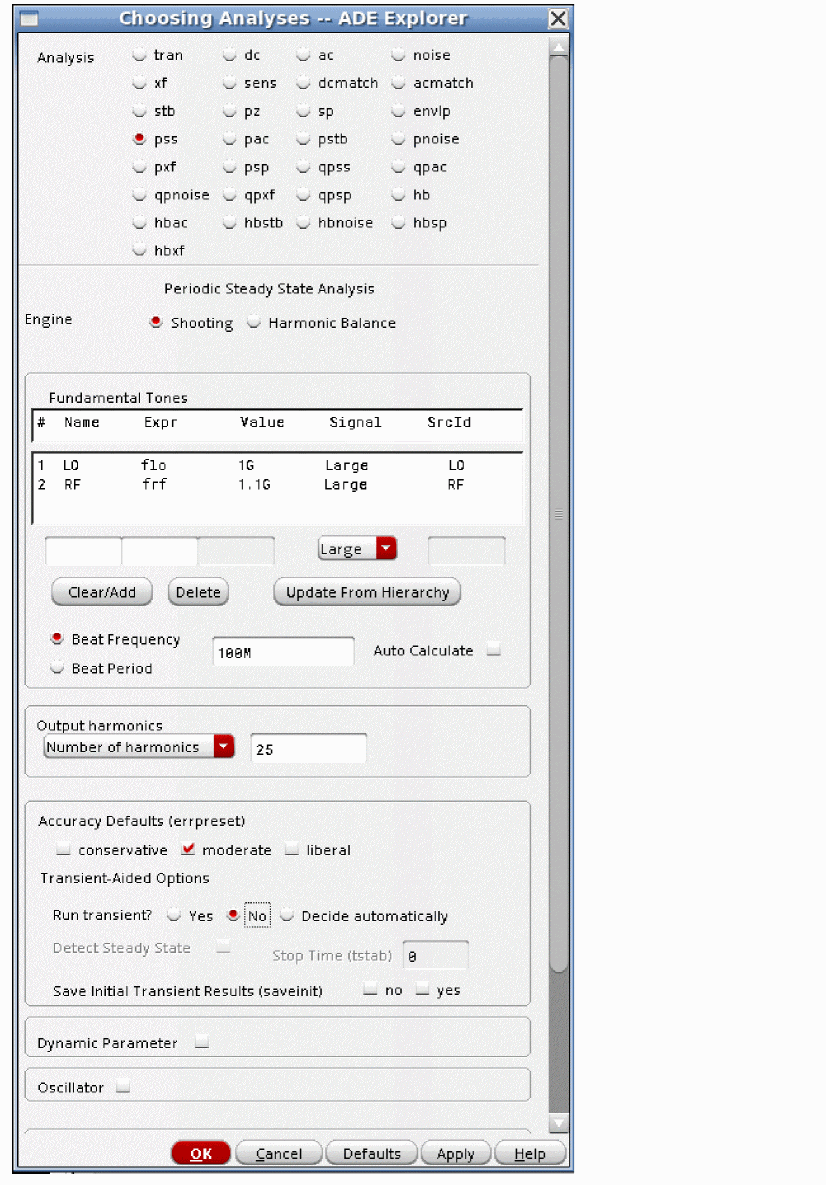 Choosing Analyses -- ADE Explorer
Analysis tran dc ac noise
xf sens dcmatch acmatch
stb pz sp envlp
pss pac pstb pnoise
pxf psp qpss qpac
qpnoise qpxf qpsp hb
hbac hbstb hbnoise hbsp
hbxf
Periodic Steady State Analysis
Engine Shooting Harmonic Balance
Fundamental Tones
# Name Expr Value Signal SrcId
1 LO flo 1G Large LO
2 RF frf 1.1G Large RF
Large
Clear/Add Delete Update From Hierarchy
Beat Frequency 100M Auto Calculate
Beat Period
Output harmonics
Number of harmonics 25
Accuracy Defaults (errpreset)
conservative moderate liberal
Transient-Aided Options
Run transient? Yes No Decide automatically
Detect Steady State Stop Time (tstab) 0
Save Initial Transient Results (saveinit) no yes
Dynamic Parameter
Oscillator
OK Cancel Defaults Apply Help